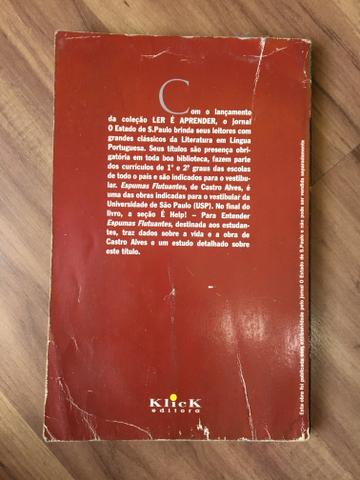 Com o lançamento
da coleção LER É APRENDER, o jornal
O Estado de S.Paulo brinda seus leitores com
grandes clássicos da Literatura em Língua
Portuguesa. Seus títulos são presença obri-
gatória em toda boa biblioteca, fazem parte
dos currículos de 1º e 2º graus das escolas
de todo o país e são indicados para o vestibu-
lar. Espumas Flutuantes, de Castro Alves, é
uma das obras indicadas para o vestibular da
Universidade de São Paulo (USP). No final do
livro, a seção É Help! – Para Entender
Espumas Flutuantes, destinada aos estudan-
tes, traz dados sobre a vida e a obra de
Castro Alves e um estudo detalhado sobre
este título.
Klick
editora
Esta obra foi publicada com exclusividade pelo jornal O Estado de S.Paulo e não pode ser vendida separadamente